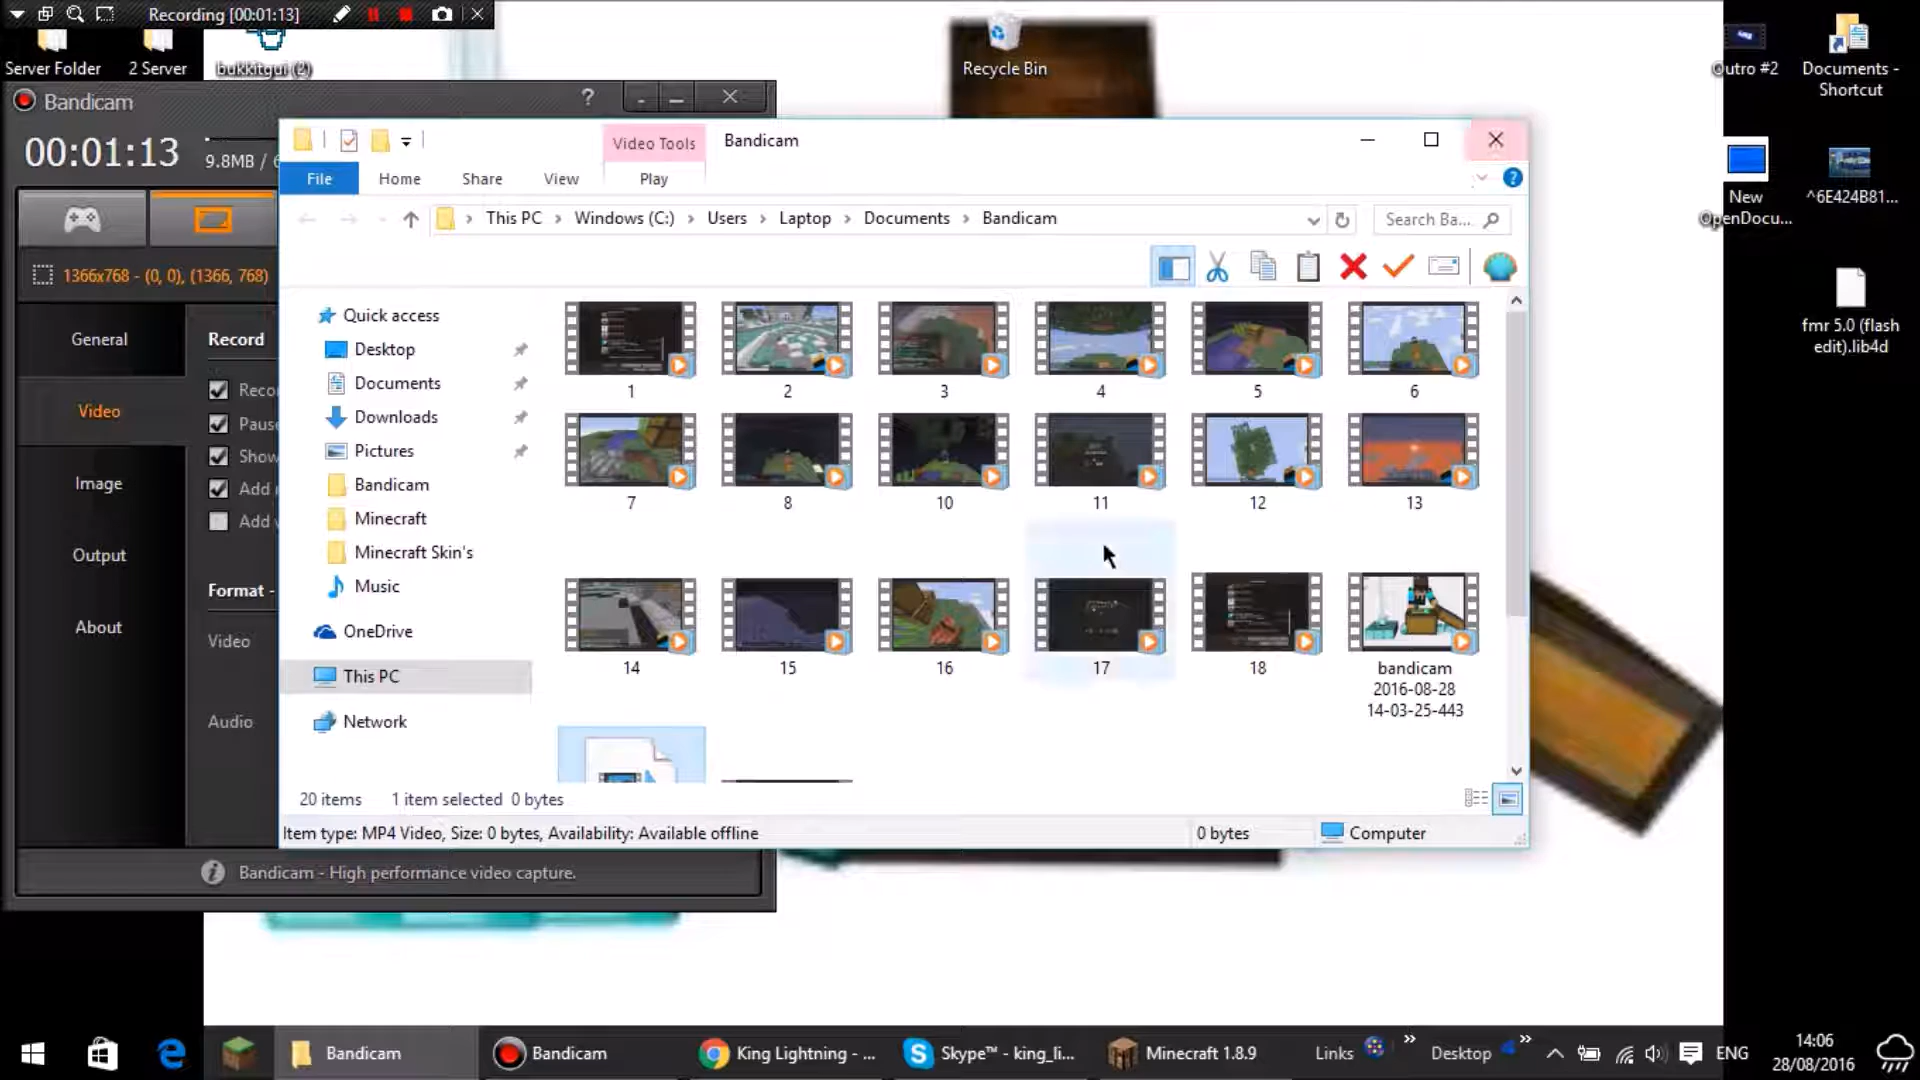 Recording [00:01:13]
Server Folder
2 Server
bukkitgui (2)
Recycle Bin
Outro #2
Documents -
Shortcut
New
OpenDocu...
^6E424B81...
fmr 5.0 (flash
edit).lib4d
Bandicam
?
00:01:13
9.8MB / 6
1366x768 - (0, 0), (1366, 768)
General
Video
Image
Output
About
Record
Reco
Paus
Show
Add
Add
Format -
Video
Audio
Bandicam - High performance video capture.
Video Tools
Bandicam
File
Home
Share
View
Play
This PC
Windows (C:)
Users
Laptop
Documents
Bandicam
Search Ba...
Quick access
Desktop
Documents
Downloads
Pictures
Bandicam
Minecraft
Minecraft Skin's
Music
OneDrive
This PC
Network
1
2
3
4
5
6
7
8
10
11
12
13
14
15
16
17
18
bandicam
2016-08-28
14-03-25-443
20 items
1 item selected 0 bytes
Item type: MP4 Video, Size: 0 bytes, Availability: Available offline
0 bytes
Computer
Bandicam
Bandicam
King Lightning - ...
Skype™ - king_li...
Minecraft 1.8.9
Links
Desktop
ENG
14:06
28/08/2016